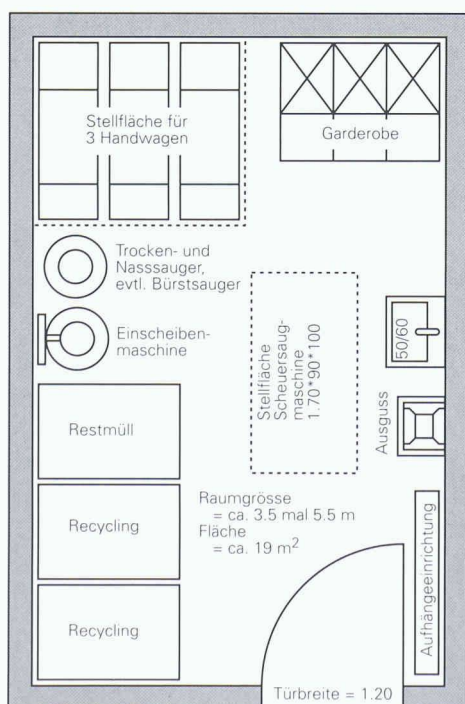 Stellfläche für
3 Handwagen
Garderobe
Trocken- und
Nasssauger,
evtl. Bürstsauger
Einscheiben-
maschine
Stellfläche
Scheuersaug-
maschine
1.70*90*100
50/60
Ausguss
Restmüll
Raumgrösse
= ca. 3.5 mal 5.5 m
Fläche
= ca. 19 m²
Recycling
Recycling
Aufhängeeinrichtung
Türbreite = 1.20